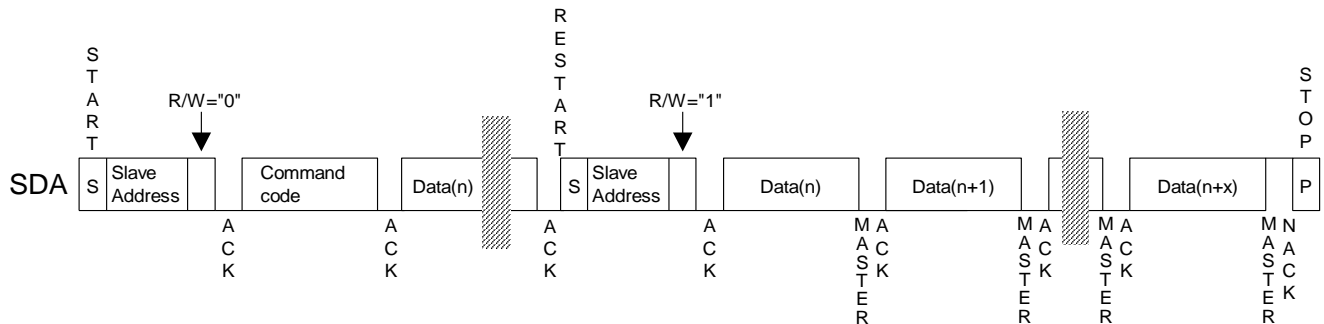 START
R/W="0"
RESTART
R/W="1"
STOP
SDA
S
Slave
Address
Command
code
Data(n)
S
Slave
Address
Data(n)
Data(n+1)
Data(n+x)
P
ACK
ACK
ACK
ACK
MASTER
ACK
MASTER
ACK
MASTER
ACK
MASTER
NACK